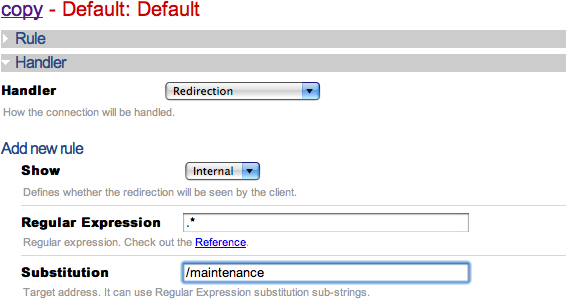 copy - Default: Default
Rule
Handler
Handler Redirection
How the connection will be handled.
Add new rule
Show Internal
Defines whether the redirection will be seen by the client.
Regular Expression .*
Regular expression. Check out the Reference.
Substitution /maintenance
Target address. It can use Regular Expression substitution sub-strings.